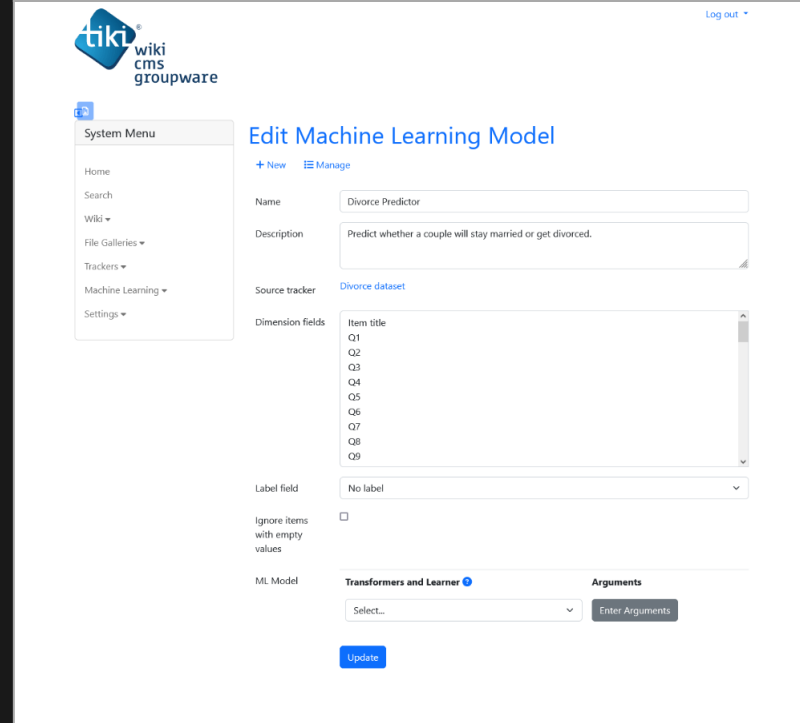 Log out
tiki®
wiki
cms
groupware
System Menu
Home
Search
Wiki
File Galleries
Trackers
Machine Learning
Settings
Edit Machine Learning Model
+ New Manage
Name Divorce Predictor
Description Predict whether a couple will stay married or get divorced.
Source tracker Divorce dataset
Dimension fields Item title
Q1
Q2
Q3
Q4
Q5
Q6
Q7
Q8
Q9
Label field No label
Ignore items
with empty
values
ML Model Transformers and Learner ? Arguments
Select... Enter Arguments
Update